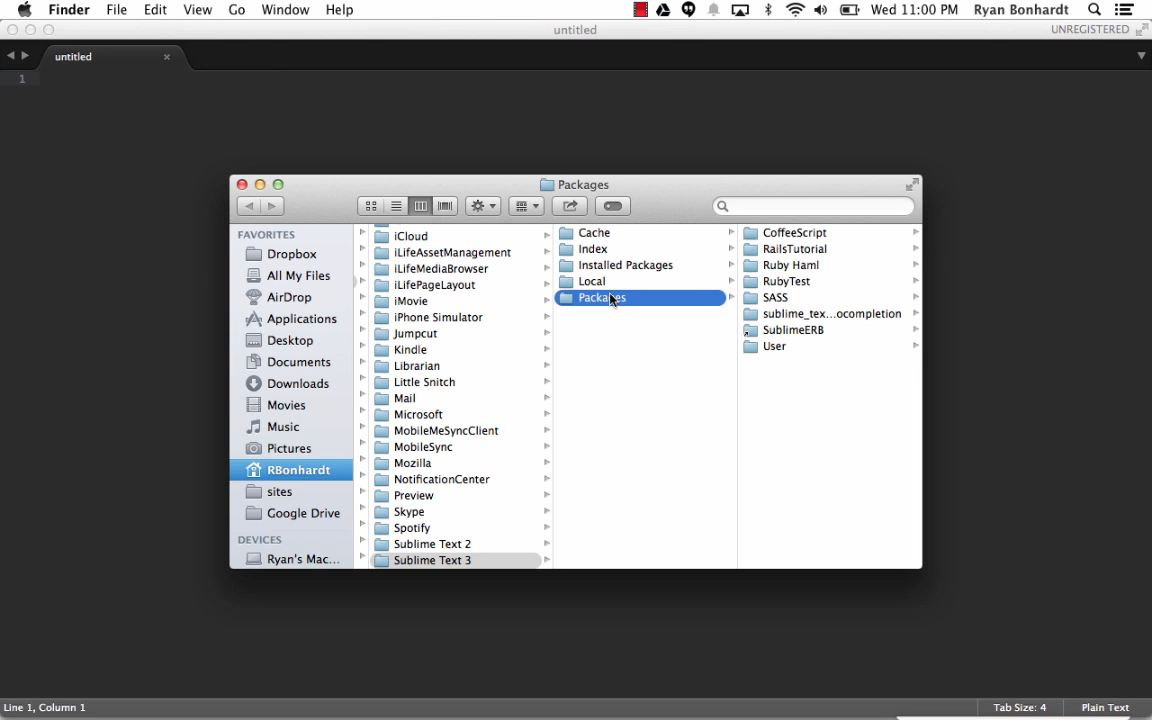 Finder File Edit View Go Window Help Wed 11:00 PM Ryan Bonhardt
untitled UNREGISTERED
untitled ×
1
Packages
FAVORITES
Dropbox
All My Files
AirDrop
Applications
Desktop
Documents
Downloads
Movies
Music
Pictures
RBonhardt
sites
Google Drive
DEVICES
Ryan's Mac...
iCloud
iLifeAssetManagement
iLifeMediaBrowser
iLifePageLayout
iMovie
iPhone Simulator
Jumpcut
Kindle
Librarian
Little Snitch
Mail
Microsoft
MobileMeSyncClient
MobileSync
Mozilla
NotificationCenter
Preview
Skype
Spotify
Sublime Text 2
Sublime Text 3
Cache
Index
Installed Packages
Local
Packages
CoffeeScript
RailsTutorial
Ruby Haml
RubyTest
SASS
sublime_tex...ocompletion
SublimeERB
User
Line 1, Column 1 Tab Size: 4 Plain Text